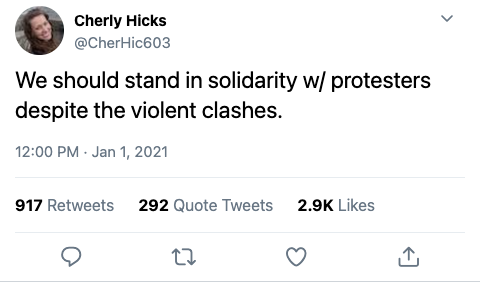 Cherly Hicks
@CherHic603
We should stand in solidarity w/ protesters
despite the violent clashes.
12:00 PM · Jan 1, 2021
917 Retweets 292 Quote Tweets 2.9K Likes